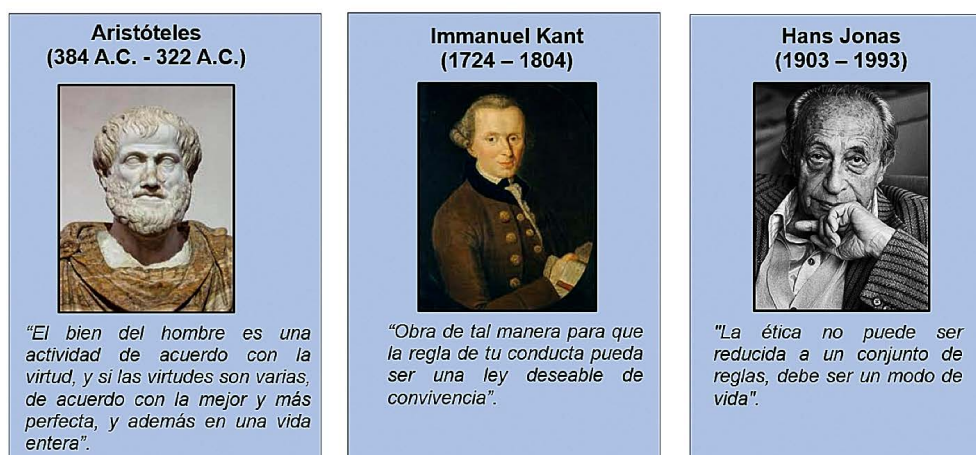 Aristóteles
(384 A.C. - 322 A.C.)
“El bien del hombre es una
actividad de acuerdo con la
virtud, y si las virtudes son varias,
de acuerdo con la mejor y más
perfecta, y además en una vida
entera”.
Immanuel Kant
(1724 – 1804)
“Obra de tal manera para que
la regla de tu conducta pueda
ser una ley deseable de
convivencia”.
Hans Jonas
(1903 – 1993)
"La ética no puede ser
reducida a un conjunto de
reglas, debe ser un modo de
vida".